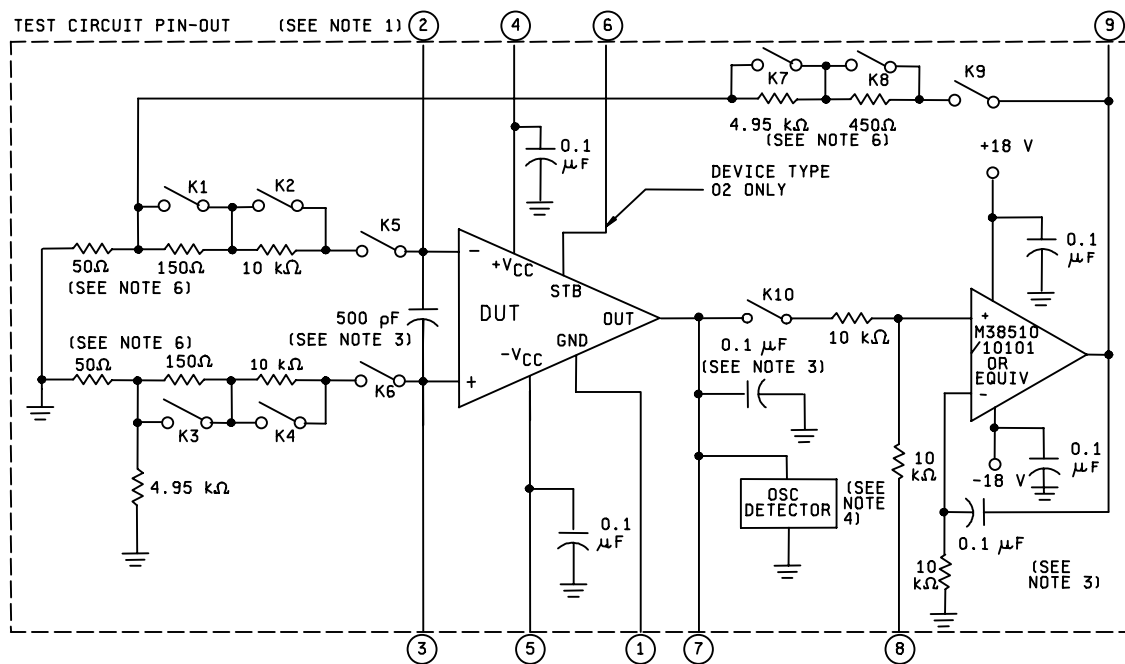 TEST CIRCUIT PIN-OUT (SEE NOTE 1) 2 4 6 9
K7 K8 K9
4.95 kΩ 450Ω
(SEE NOTE 6)
0.1
μF
+18 V
DEVICE TYPE
02 ONLY
K1 K2
K5
50Ω 150Ω 10 kΩ
(SEE NOTE 6)
0.1
μF
−
+VCC
STB
DUT
OUT
GND
−VCC
+
500 pF
(SEE NOTE 3)
K10
10 kΩ
0.1 μF
(SEE NOTE 3)
+
M38510
/10101
OR
EQUIV
−
(SEE NOTE 6)
50Ω 150Ω 10 kΩ
K6
K3 K4
4.95 kΩ
0.1
μF
10
kΩ
OSC
DETECTOR
(SEE
NOTE
4)
-18 V
0.1
μF
0.1 μF
10
kΩ
(SEE
NOTE 3)
3 5 1 7 8